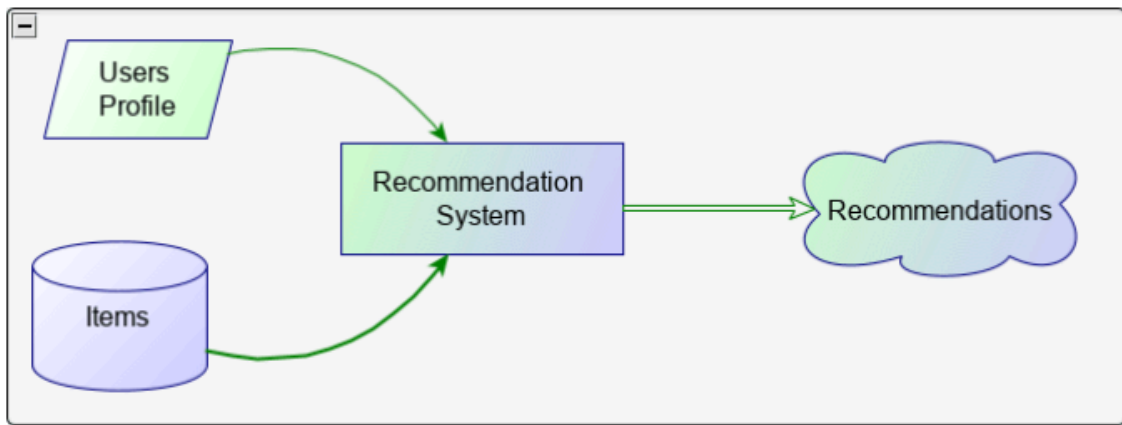 Users
Profile
Recommendation
System
Recommendations
Items